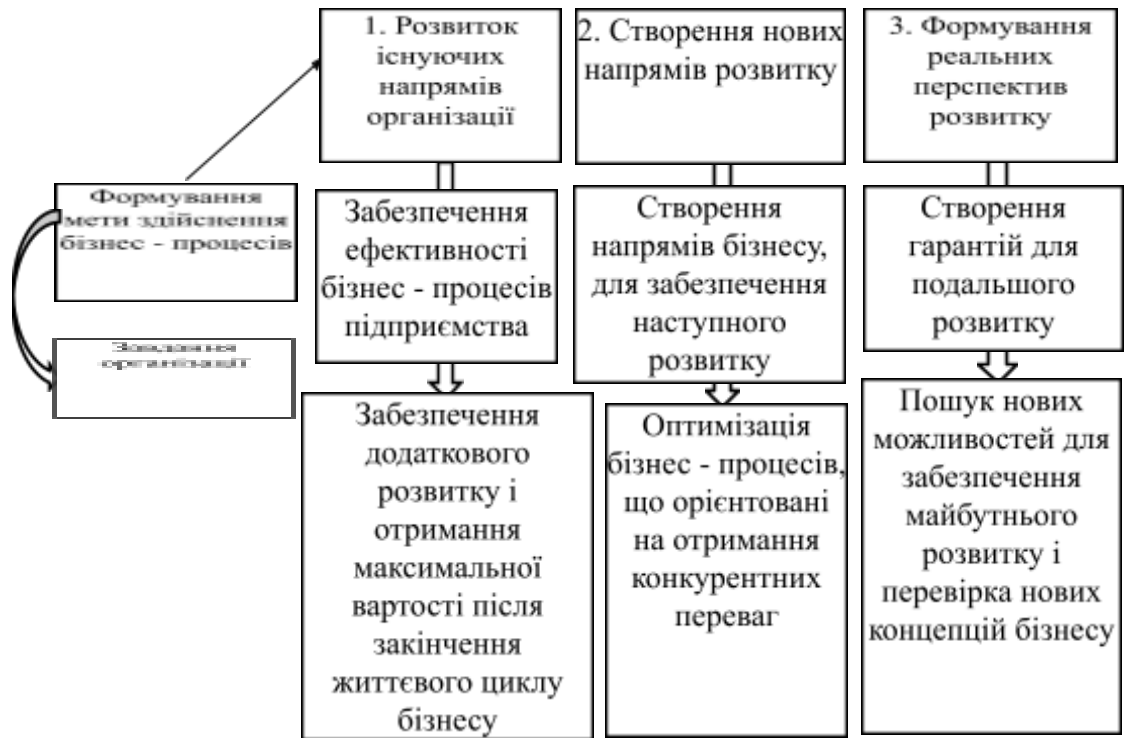 1. Розвиток
існуючих
напрямів
організації
2. Створення нових
напрямів розвитку
3. Формування
реальних
перспектив
розвитку
Формування
мети здійснення
бізнес - процесів
Забезпечення
ефективності
бізнес - процесів
підприємства
Створення
напрямів бізнесу,
для забезпечення
наступного
розвитку
Створення
гарантій для
подальшого
розвитку
Завдання
організації
Забезпечення
додаткового
розвитку і
отримання
максимальної
вартості після
закінчення
життєвого циклу
бізнесу
Оптимізація
бізнес - процесів,
що орієнтовані
на отримання
конкурентних
переваг
Пошук нових
можливостей для
забезпечення
майбутнього
розвитку і
перевірка нових
концепцій бізнесу